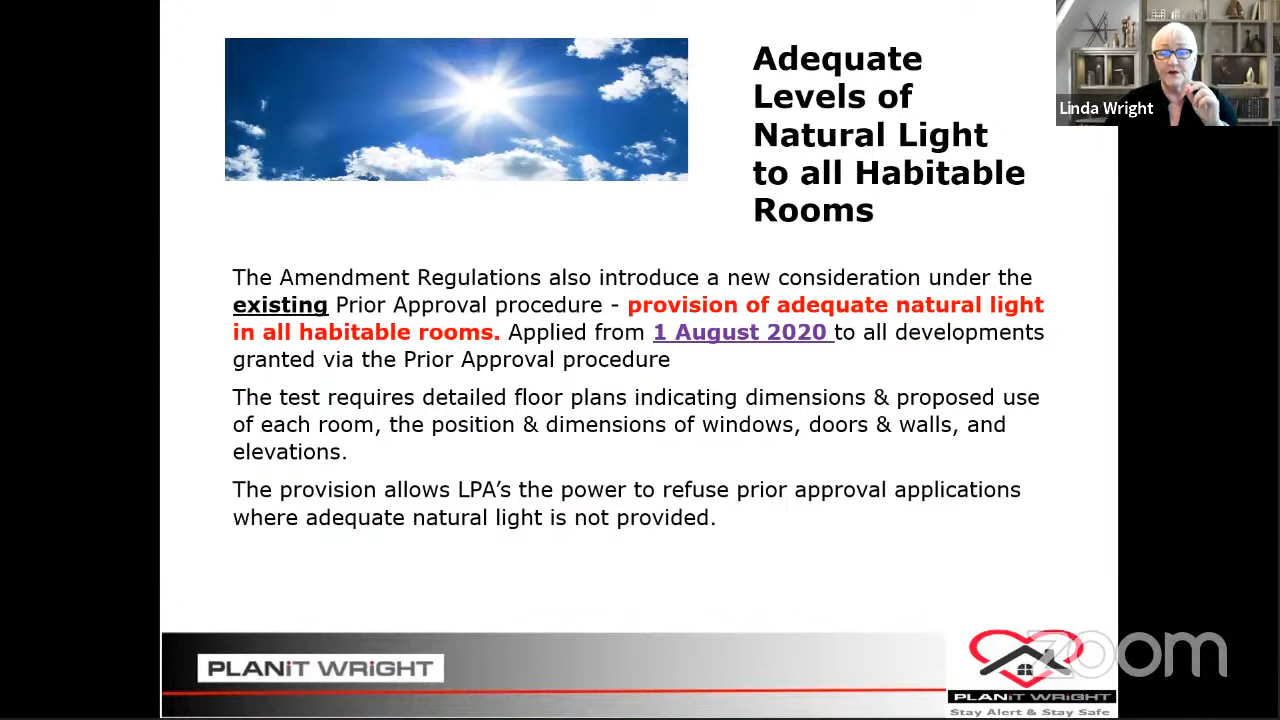 Adequate
Levels of
Natural Light
to all Habitable
Rooms
Linda Wright
The Amendment Regulations also introduce a new consideration under the
existing Prior Approval procedure - provision of adequate natural light
in all habitable rooms. Applied from 1 August 2020 to all developments
granted via the Prior Approval procedure
The test requires detailed floor plans indicating dimensions & proposed use
of each room, the position & dimensions of windows, doors & walls, and
elevations.
The provision allows LPA’s the power to refuse prior approval applications
where adequate natural light is not provided.
PLANiT WRiGHT
zoom
PLANiT WRiGHT
Stay Alert & Stay Safe